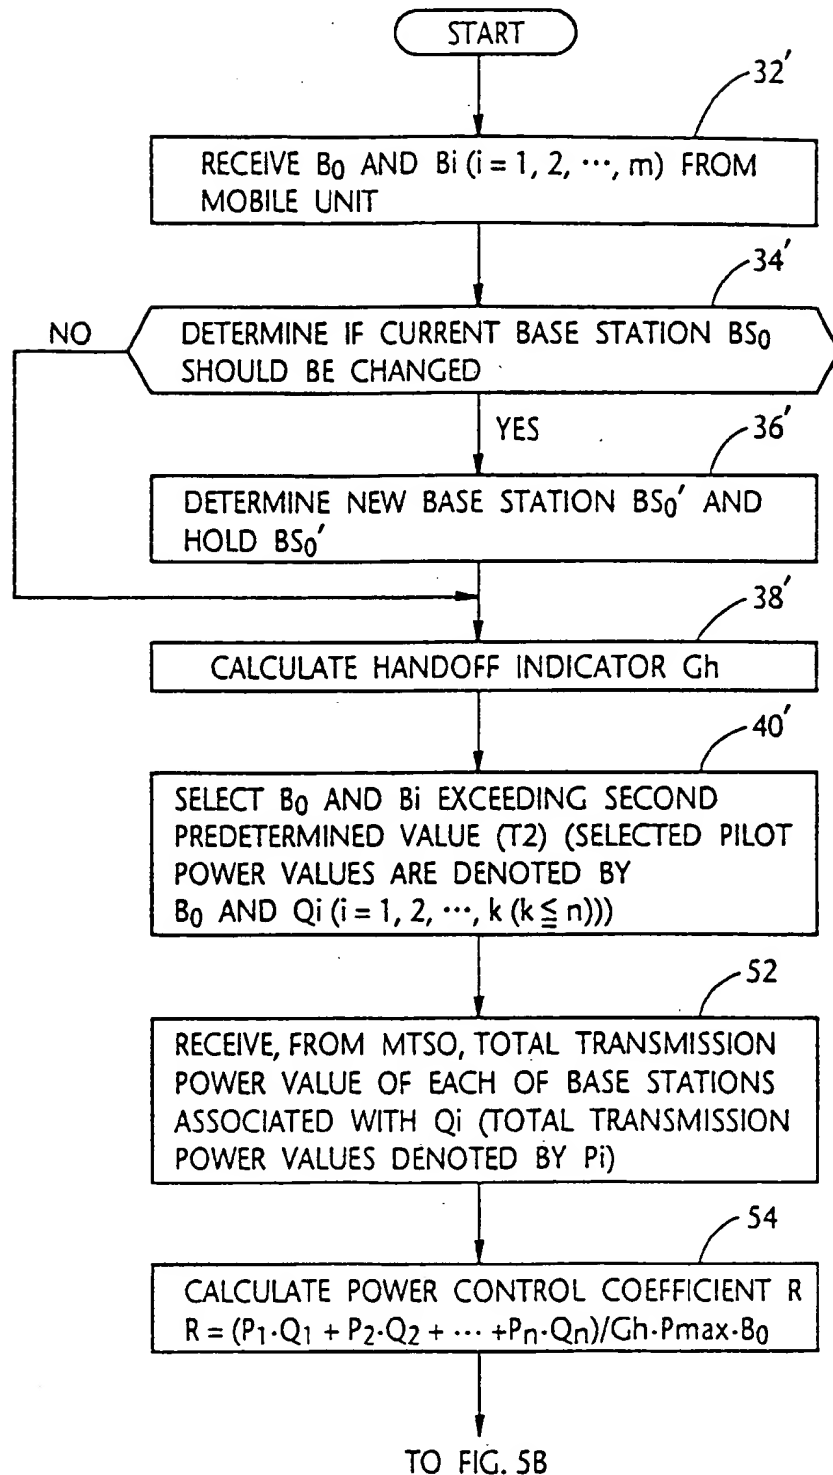 START
32'
RECEIVE B0 AND Bi (i = 1, 2, ···, m) FROM
MOBILE UNIT
34'
NO
DETERMINE IF CURRENT BASE STATION BS0
SHOULD BE CHANGED
YES
36'
DETERMINE NEW BASE STATION BS0' AND
HOLD BS0'
38'
CALCULATE HANDOFF INDICATOR Gh
40'
SELECT B0 AND Bi EXCEEDING SECOND
PREDETERMINED VALUE (T2) (SELECTED PILOT
POWER VALUES ARE DENOTED BY
B0 AND Qi (i = 1, 2, ···, k (k ≦ n)))
52
RECEIVE, FROM MTSO, TOTAL TRANSMISSION
POWER VALUE OF EACH OF BASE STATIONS
ASSOCIATED WITH Qi (TOTAL TRANSMISSION
POWER VALUES DENOTED BY Pi)
54
CALCULATE POWER CONTROL COEFFICIENT R
R = (P1·Q1 + P2·Q2 + ··· +Pn·Qn)/Gh·Pmax·B0
TO FIG. 5B